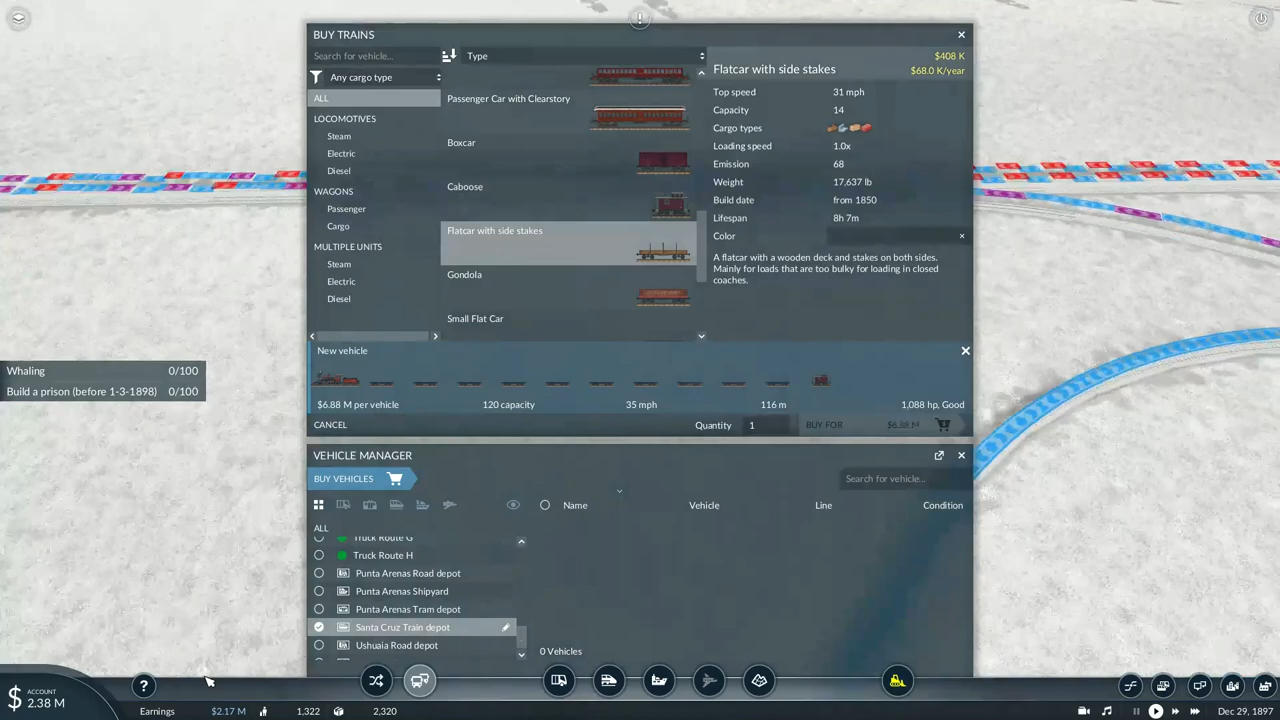 BUY TRAINS
Search for vehicle...
Type
Any cargo type
ALL
LOCOMOTIVES
Steam
Electric
Diesel
WAGONS
Passenger
Cargo
MULTIPLE UNITS
Steam
Electric
Diesel
Passenger Car with Clearstory
Boxcar
Caboose
Flatcar with side stakes
Gondola
Small Flat Car
$408 K
Flatcar with side stakes
$68.0 K/year
Top speed 31 mph
Capacity 14
Cargo types
Loading speed 1.0x
Emission 68
Weight 17,637 lb
Build date from 1850
Lifespan 8h 7m
Color
A flatcar with a wooden deck and stakes on both sides.
Mainly for loads that are too bulky for loading in closed
coaches.
New vehicle
$6.88 M per vehicle 120 capacity 35 mph 116 m 1,088 hp, Good
CANCEL Quantity 1 BUY FOR $6.88 M
Whaling 0/100
Build a prison (before 1-3-1898) 0/100
VEHICLE MANAGER
BUY VEHICLES
Search for vehicle...
Name Vehicle Line Condition
ALL
Truck Route G
Truck Route H
Punta Arenas Road depot
Punta Arenas Shipyard
Punta Arenas Tram depot
Santa Cruz Train depot
Ushuaia Road depot
0 Vehicles
$ ACCOUNT
2.38 M
?
Earnings $2.17 M 1,322 2,320
Dec 29, 1897